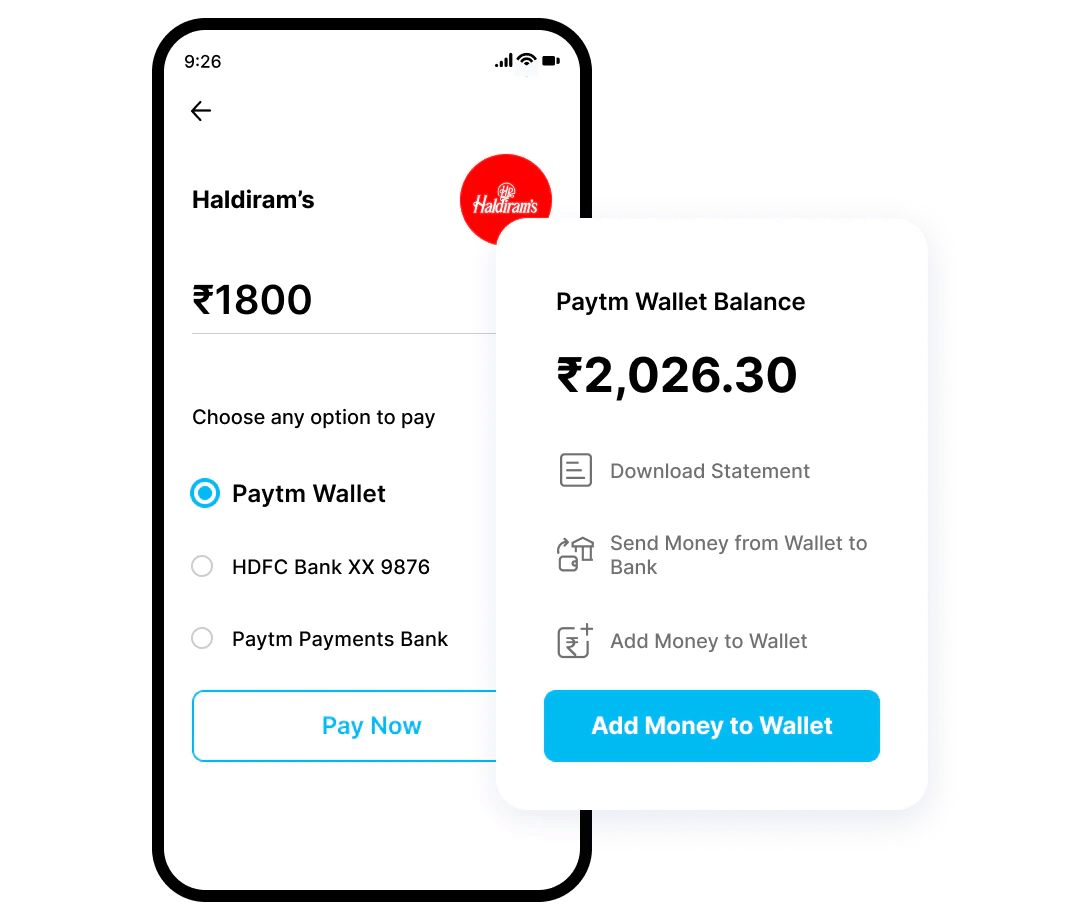 9:26
Haldiram’s
HR
Haldiram's
₹1800
Choose any option to pay
Paytm Wallet
HDFC Bank XX 9876
Paytm Payments Bank
Pay Now
Paytm Wallet Balance
₹2,026.30
Download Statement
Send Money from Wallet to
Bank
₹
Add Money to Wallet
Add Money to Wallet